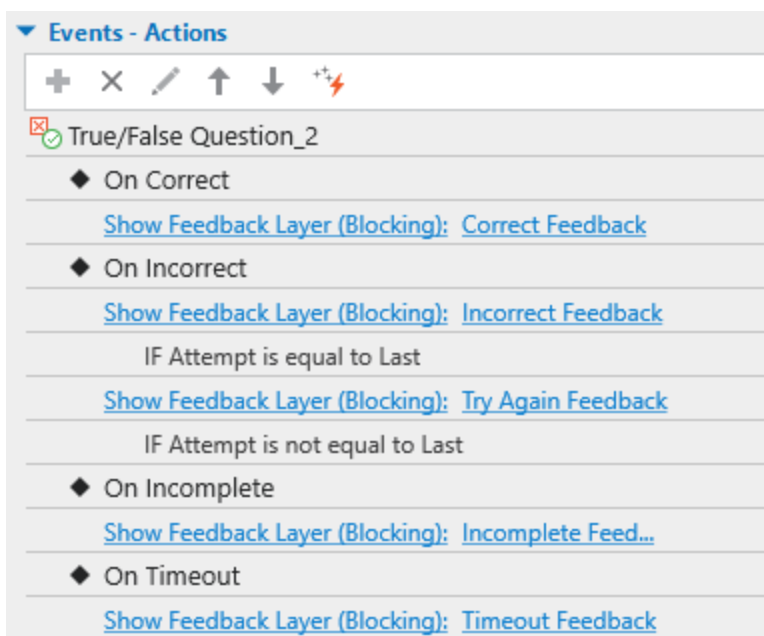 Events - Actions
True/False Question_2
On Correct
Show Feedback Layer (Blocking): Correct Feedback
On Incorrect
Show Feedback Layer (Blocking): Incorrect Feedback
IF Attempt is equal to Last
Show Feedback Layer (Blocking): Try Again Feedback
IF Attempt is not equal to Last
On Incomplete
Show Feedback Layer (Blocking): Incomplete Feed...
On Timeout
Show Feedback Layer (Blocking): Timeout Feedback